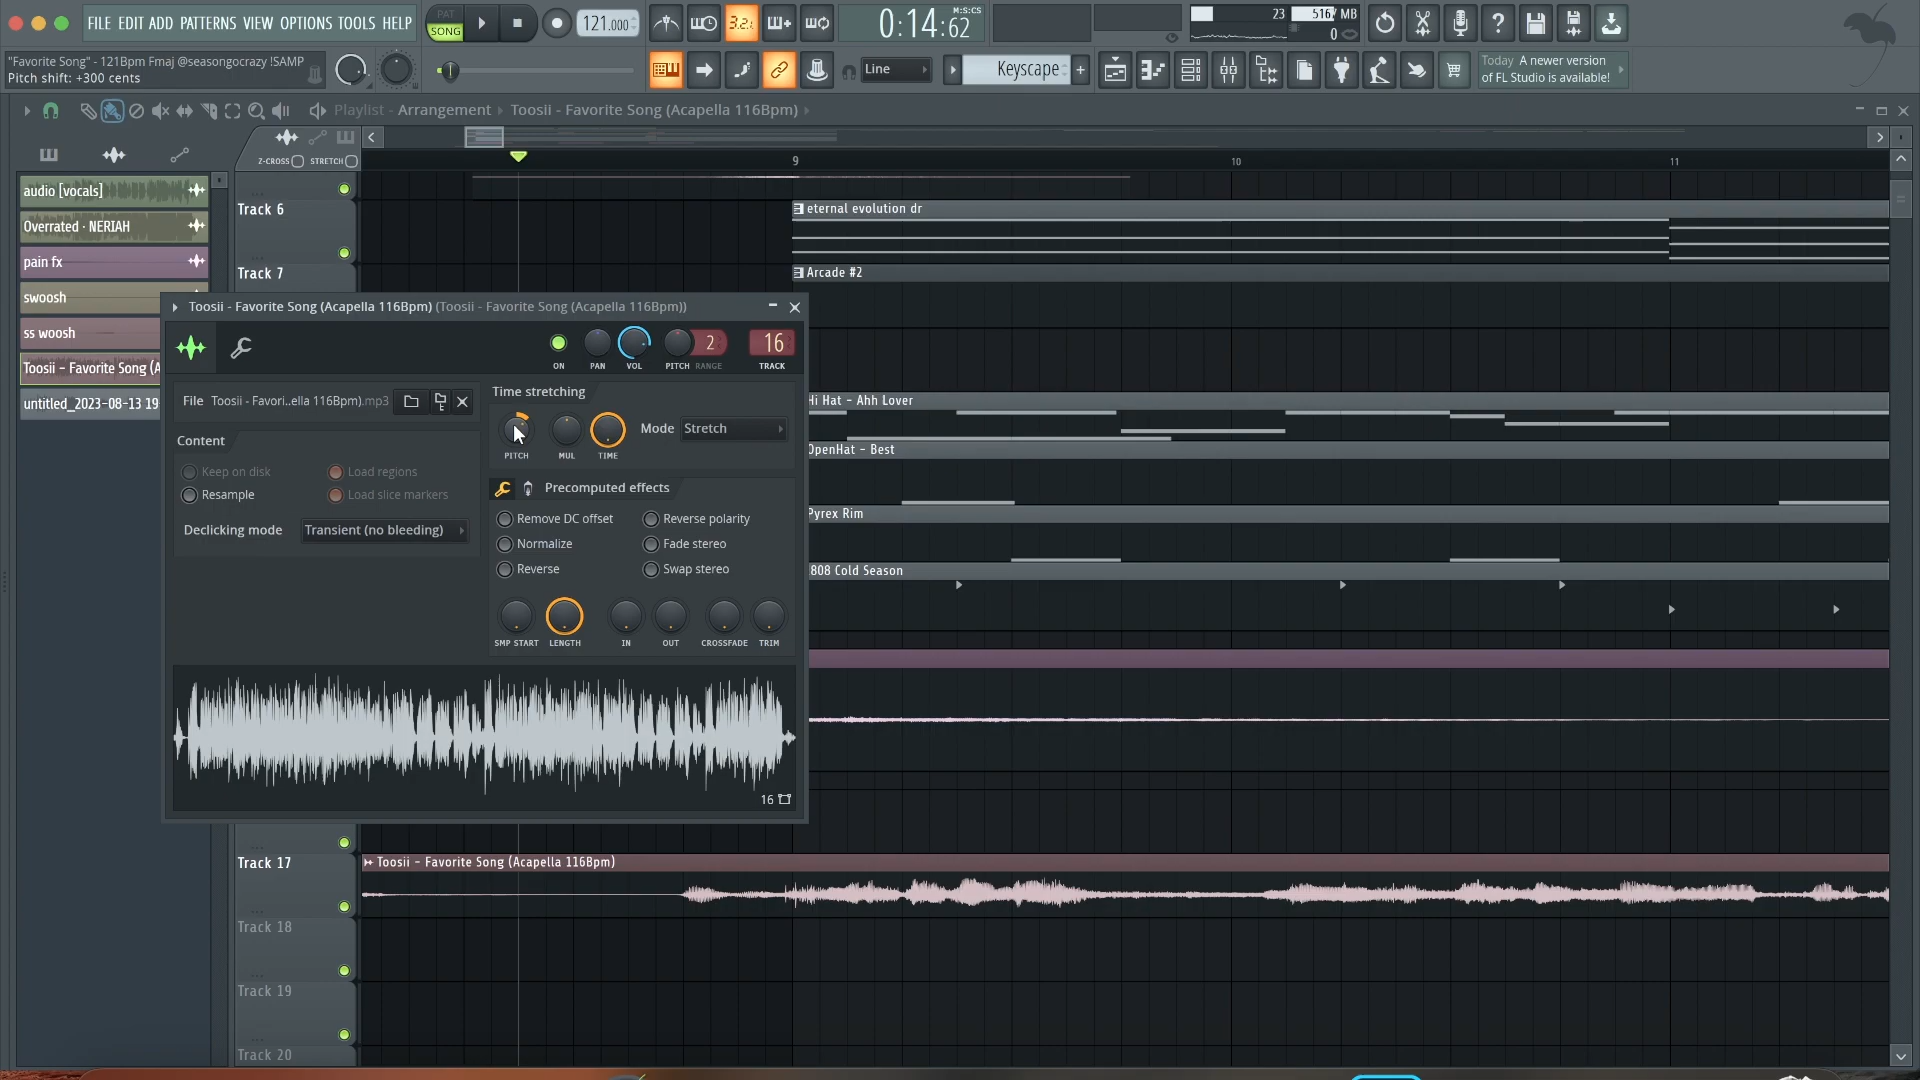 FILE EDIT ADD PATTERNS VIEW OPTIONS TOOLS HELP
PAT
SONG
121.000
3.2.
0:14:62
M:S:CS
23
516 MB
0
"Favorite Song" - 121Bpm Fmaj @seasongocrazy !SAMP
Pitch shift: +300 cents
Line
Keyscape
Today A newer version
of FL Studio is available!
Playlist - Arrangement › Toosii - Favorite Song (Acapella 116Bpm) ›
Z-CROSS STRETCH
9
10
11
audio [vocals]
Overrated · NERIAH
pain fx
swoosh
ss woosh
Toosii - Favorite Song (A
untitled_2023-08-13 19
Track 6
eternal evolution dr
Track 7
Arcade #2
Toosii - Favorite Song (Acapella 116Bpm) (Toosii - Favorite Song (Acapella 116Bpm))
2
16
ON PAN VOL PITCH RANGE TRACK
File Toosii - Favori..ella 116Bpm).mp3
Time stretching
Mode Stretch
PITCH MUL TIME
Content
Keep on disk
Load regions
Resample
Load slice markers
Declicking mode Transient (no bleeding)
Precomputed effects
Remove DC offset
Reverse polarity
Normalize
Fade stereo
Reverse
Swap stereo
SMP START LENGTH IN OUT CROSSFADE TRIM
16
Hi Hat - Ahh Lover
OpenHat - Best
Pyrex Rim
808 Cold Season
Track 17
Toosii - Favorite Song (Acapella 116Bpm)
Track 18
Track 19
Track 20